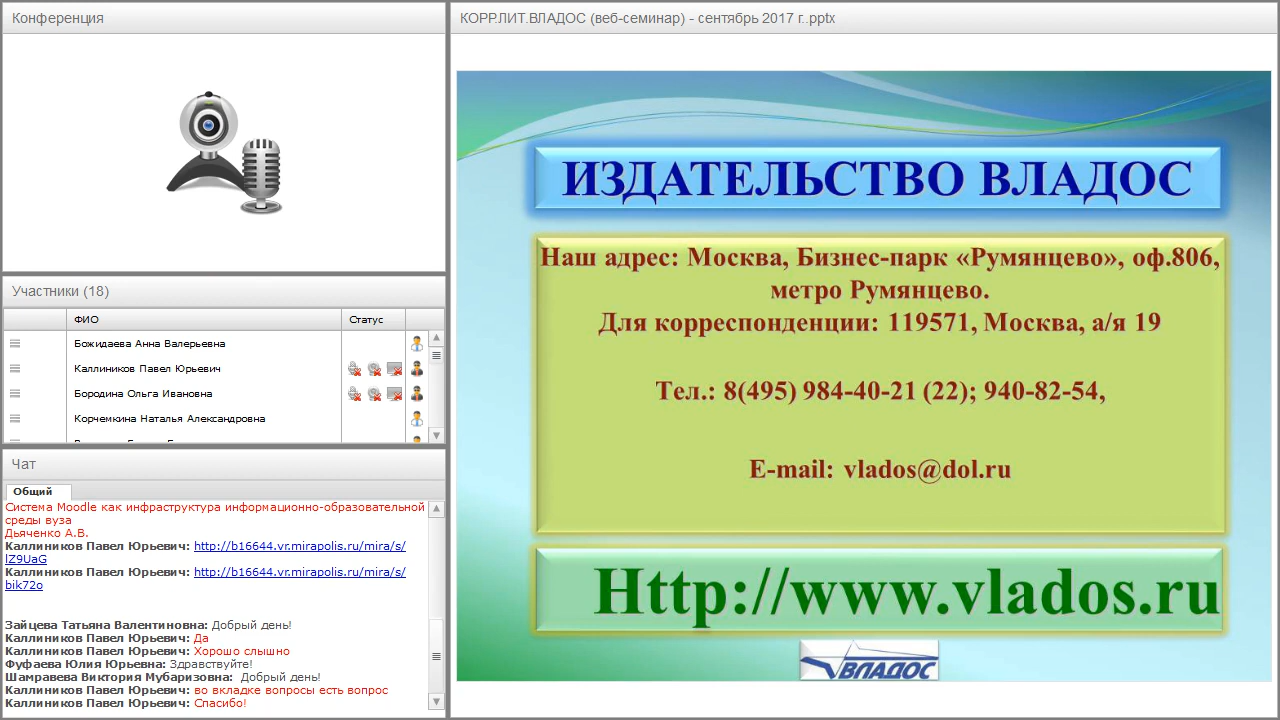 Конференция
КОРР.ЛИТ.ВЛАДОС (веб-семинар) - сентябрь 2017 г..pptx
Участники (18)
ФИО
Статус
Божидаева Анна Валерьевна
Каллиников Павел Юрьевич
Бородина Ольга Ивановна
Корчемкина Наталья Александровна
Чат
Общий
Система Moodle как инфраструктура информационно-образовательной
среды вуза
Дьяченко А.В.
Каллиников Павел Юрьевич: http://b16644.vr.mirapolis.ru/mira/s/
lZ9UaG
Каллиников Павел Юрьевич: http://b16644.vr.mirapolis.ru/mira/s/
bik72o
Зайцева Татьяна Валентиновна: Добрый день!
Каллиников Павел Юрьевич: Да
Каллиников Павел Юрьевич: Хорошо слышно
Фуфаева Юлия Юрьевна: Здравствуйте!
Шамравева Виктория Мубаризовна: Добрый день!
Каллиников Павел Юрьевич: во вкладке вопросы есть вопрос
Каллиников Павел Юрьевич: Спасибо!
ИЗДАТЕЛЬСТВО ВЛАДОС
Наш адрес: Москва, Бизнес-парк «Румянцево», оф.806,
метро Румянцево.
Для корреспонденции: 119571, Москва, а/я 19
Тел.: 8(495) 984-40-21 (22); 940-82-54,
E-mail: vlados@dol.ru
Http://www.vlados.ru
ВЛАДОС